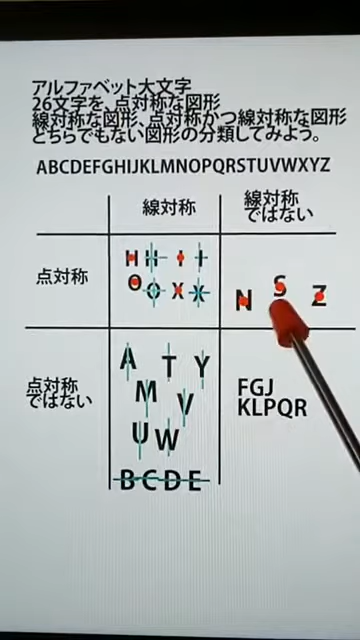 アルファベット大文字
26文字を、点対称な図形
線対称な図形、点対称かつ線対称な図形
どちらでもない図形の分類してみよう。
ABCDEFGHIJKLMNOPQRSTUVWXYZ
線対称
線対称
ではない
点対称
H H I I
O O X X
N S Z
点対称
ではない
A T Y
M V
U W
B C D E
FGJ
KLPQR